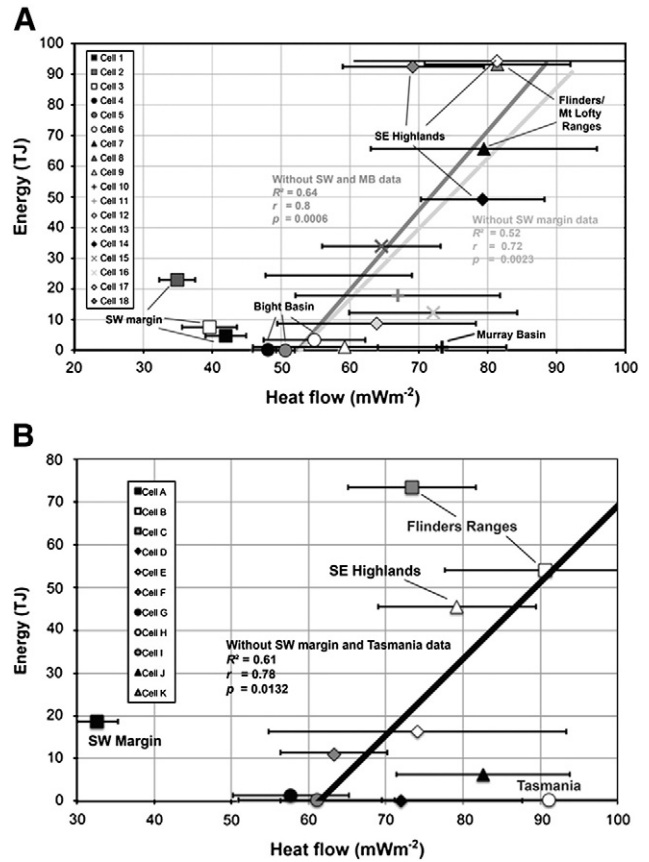 A
100
90
80
70
60
50
40
30
20
10
0
Energy (TJ)
Cell 1
Cell 2
Cell 3
Cell 4
Cell 5
Cell 6
Cell 7
Cell 8
Cell 9
Cell 10
Cell 11
Cell 12
Cell 13
Cell 14
Cell 15
Cell 16
Cell 17
Cell 18
Flinders/
Mt Lofty
Ranges
SE Highlands
Without SW and MB data
R² = 0.64
r = 0.8
p = 0.0006
Without SW margin data
R² = 0.52
r = 0.72
p = 0.0023
SW margin
Bight Basin
Murray Basin
20 30 40 50 60 70 80 90 100
Heat flow (mWm-2)
B
80
70
60
50
40
30
20
10
0
Energy (TJ)
Cell A
Cell B
Cell C
Cell D
Cell E
Cell F
Cell G
Cell H
Cell I
Cell J
Cell K
Flinders Ranges
SE Highlands
Without SW margin and Tasmania data
R² = 0.61
r = 0.78
p = 0.0132
SW Margin
Tasmania
30 40 50 60 70 80 90 100
Heat flow (mWm-2)